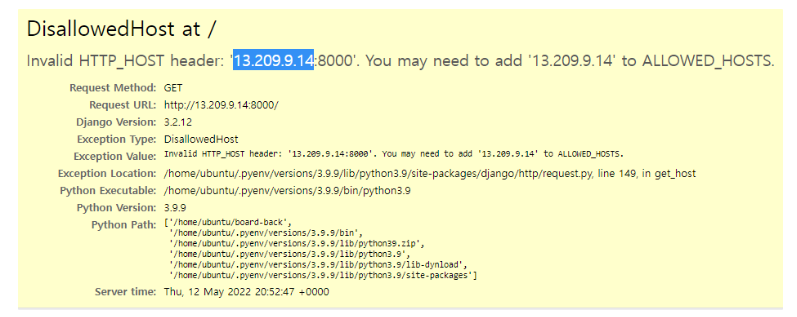 DisallowedHost at /
Invalid HTTP_HOST header: '13.209.9.14:8000'. You may need to add '13.209.9.14' to ALLOWED_HOSTS.
Request Method: GET
Request URL: http://13.209.9.14:8000/
Django Version: 3.2.12
Exception Type: DisallowedHost
Exception Value: Invalid HTTP_HOST header: '13.209.9.14:8000'. You may need to add '13.209.9.14' to ALLOWED_HOSTS.
Exception Location: /home/ubuntu/.pyenv/versions/3.9.9/lib/python3.9/site-packages/django/http/request.py, line 149, in get_host
Python Executable: /home/ubuntu/.pyenv/versions/3.9.9/bin/python3.9
Python Version: 3.9.9
Python Path: ['/home/ubuntu/board-back',
'/home/ubuntu/.pyenv/versions/3.9.9/bin',
'/home/ubuntu/.pyenv/versions/3.9.9/lib/python39.zip',
'/home/ubuntu/.pyenv/versions/3.9.9/lib/python3.9',
'/home/ubuntu/.pyenv/versions/3.9.9/lib/python3.9/lib-dynload',
'/home/ubuntu/.pyenv/versions/3.9.9/lib/python3.9/site-packages']
Server time: Thu, 12 May 2022 20:52:47 +0000